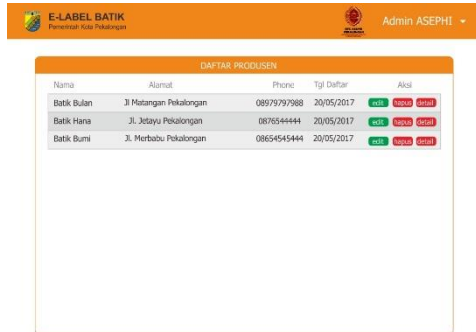 E-LABEL BATIK
Pemerintah Kota Pekalongan
Admin ASEPHI
DAFTAR PRODUSEN
Nama Alamat Phone Tgl Daftar Aksi
Batik Bulan Jl Matangan Pekalongan 08979797988 20/05/2017 edit hapus detail
Batik Hana Jl. Jetayu Pekalongan 0876544444 20/05/2017 edit hapus detail
Batik Bumi Jl. Merbabu Pekalongan 08654545444 20/05/2017 edit hapus detail